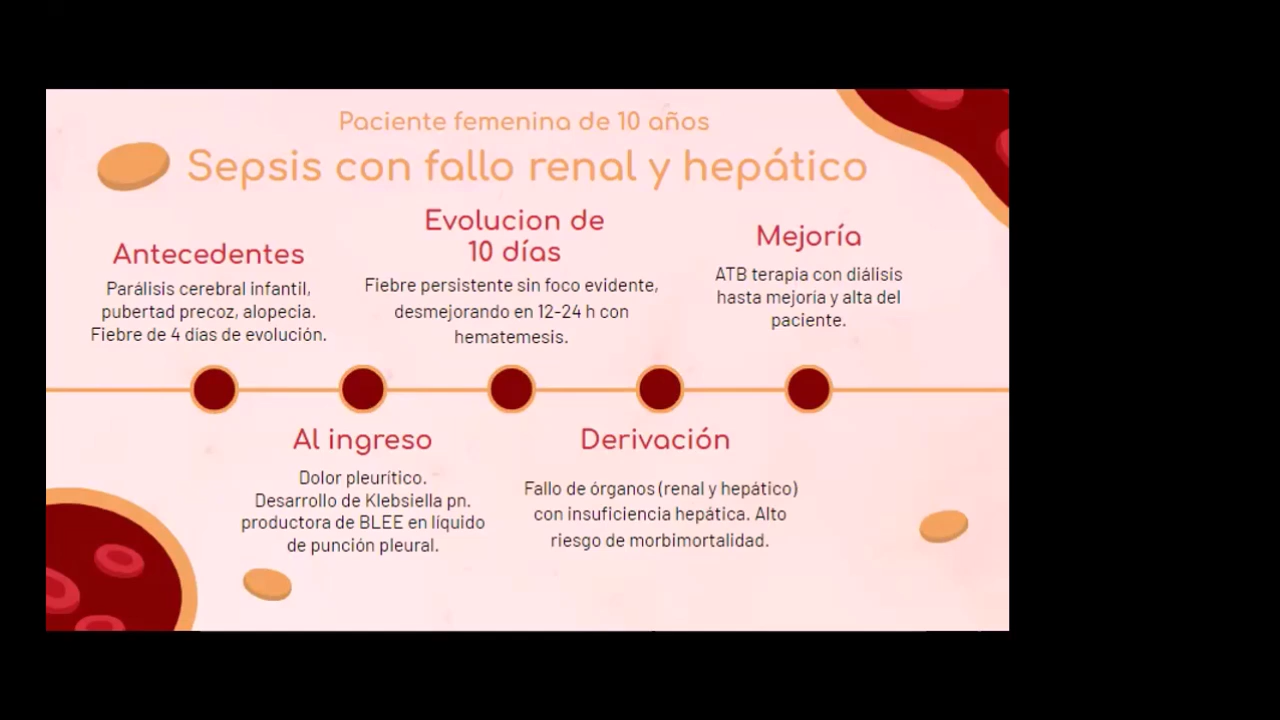 Paciente femenina de 10 años
Sepsis con fallo renal y hepático
Antecedentes
Parálisis cerebral infantil,
pubertad precoz, alopecia.
Fiebre de 4 días de evolución.
Al ingreso
Dolor pleurítico.
Desarrollo de Klebsiella pn.
productora de BLEE en líquido
de punción pleural.
Evolucion de
10 días
Fiebre persistente sin foco evidente,
desmejorando en 12-24 h con
hematemesis.
Derivación
Fallo de órganos (renal y hepático)
con insuficiencia hepática. Alto
riesgo de morbimortalidad.
Mejoría
ATB terapia con diálisis
hasta mejoría y alta del
paciente.